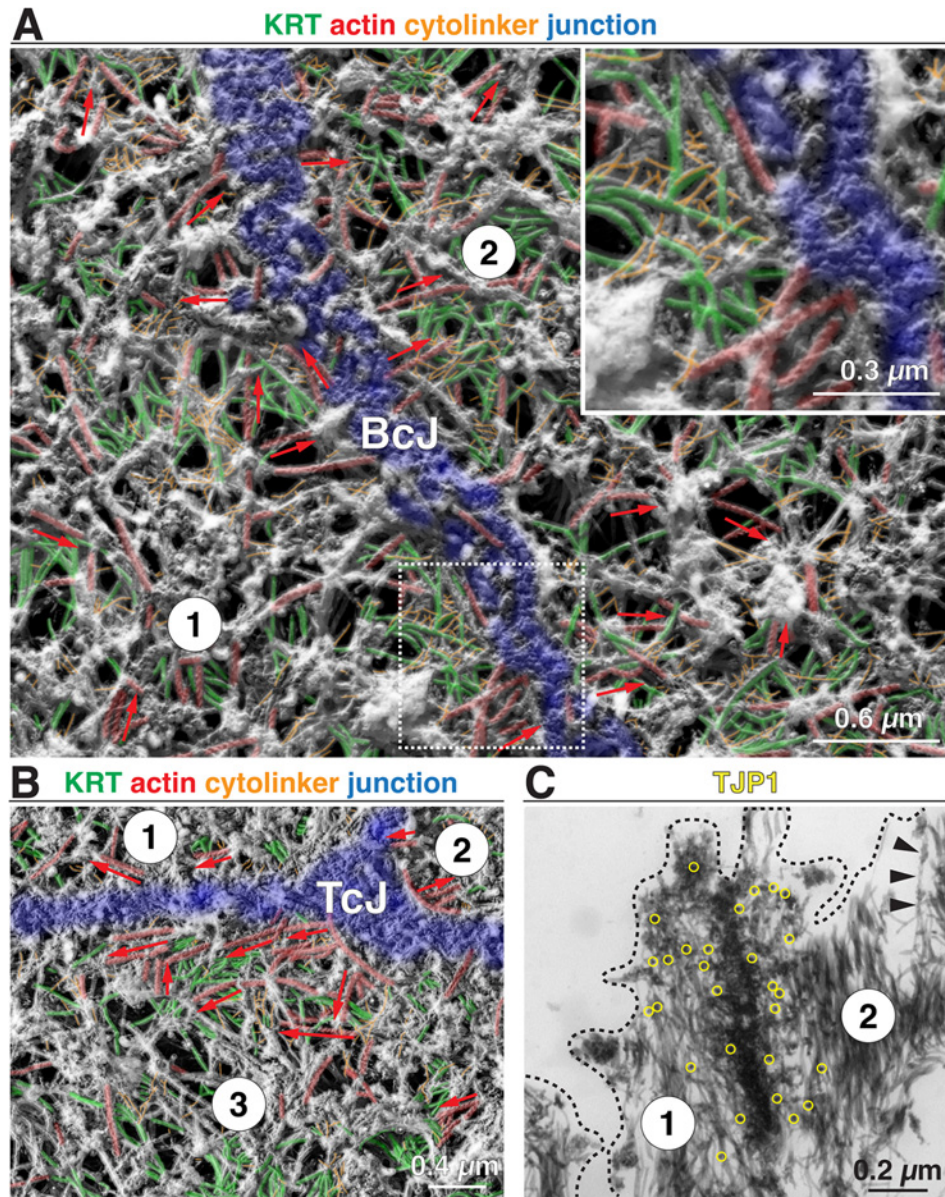 A
KRT actin cytolinker junction
2
BcJ
0.3 µm
1
0.6 µm
B
KRT actin cytolinker junction
1
2
TcJ
3
0.4 µm
C
TJP1
2
1
0.2 µm